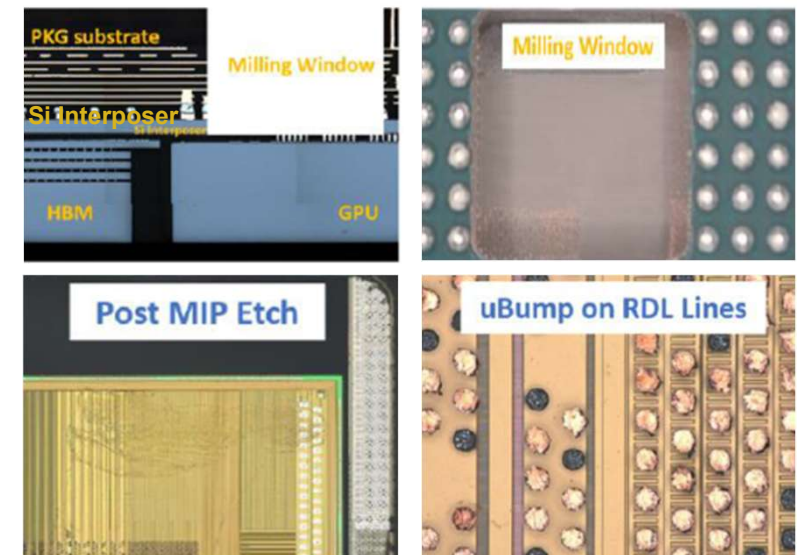 PKG substrate
Milling Window
Si Interposer
Si Interposer
HBM
GPU
Milling Window
Post MIP Etch
uBump on RDL Lines